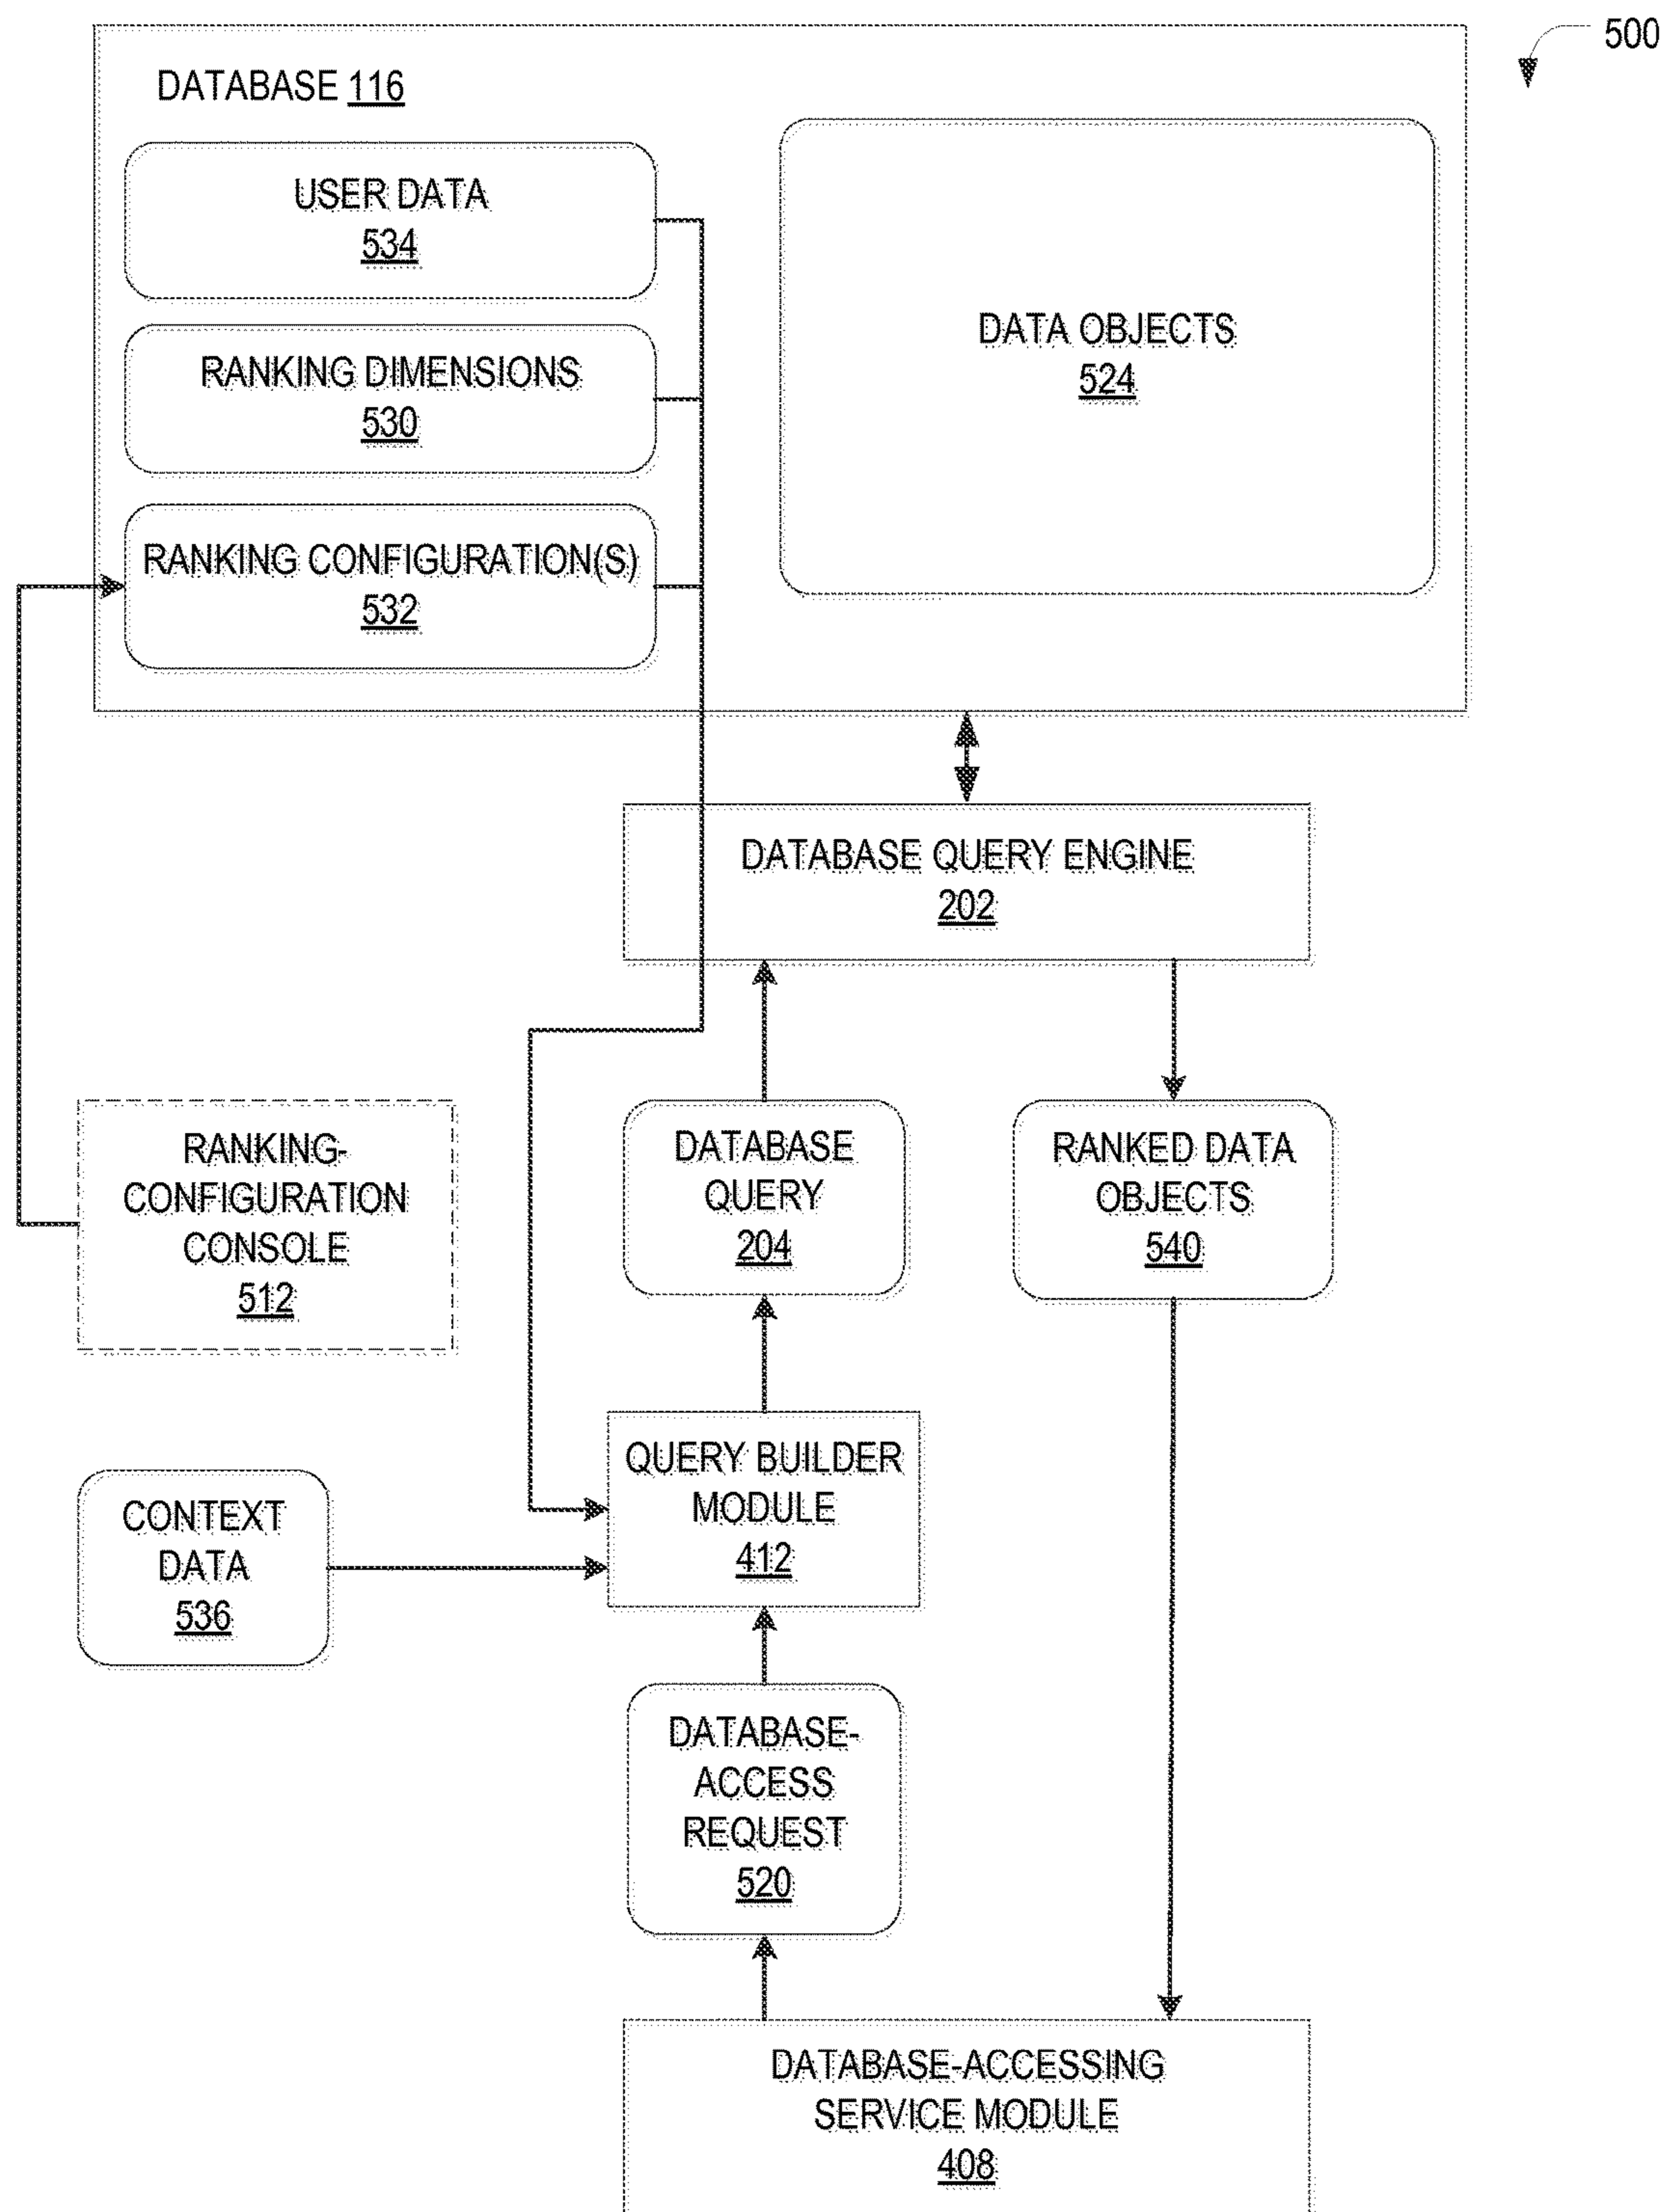 500
DATABASE 116
USER DATA
534
RANKING DIMENSIONS
530
RANKING CONFIGURATION(S)
532
DATA OBJECTS
524
DATABASE QUERY ENGINE
202
RANKING-
CONFIGURATION
CONSOLE
512
DATABASE
QUERY
204
RANKED DATA
OBJECTS
540
QUERY BUILDER
MODULE
412
CONTEXT
DATA
536
DATABASE-
ACCESS
REQUEST
520
DATABASE-ACCESSING
SERVICE MODULE
408